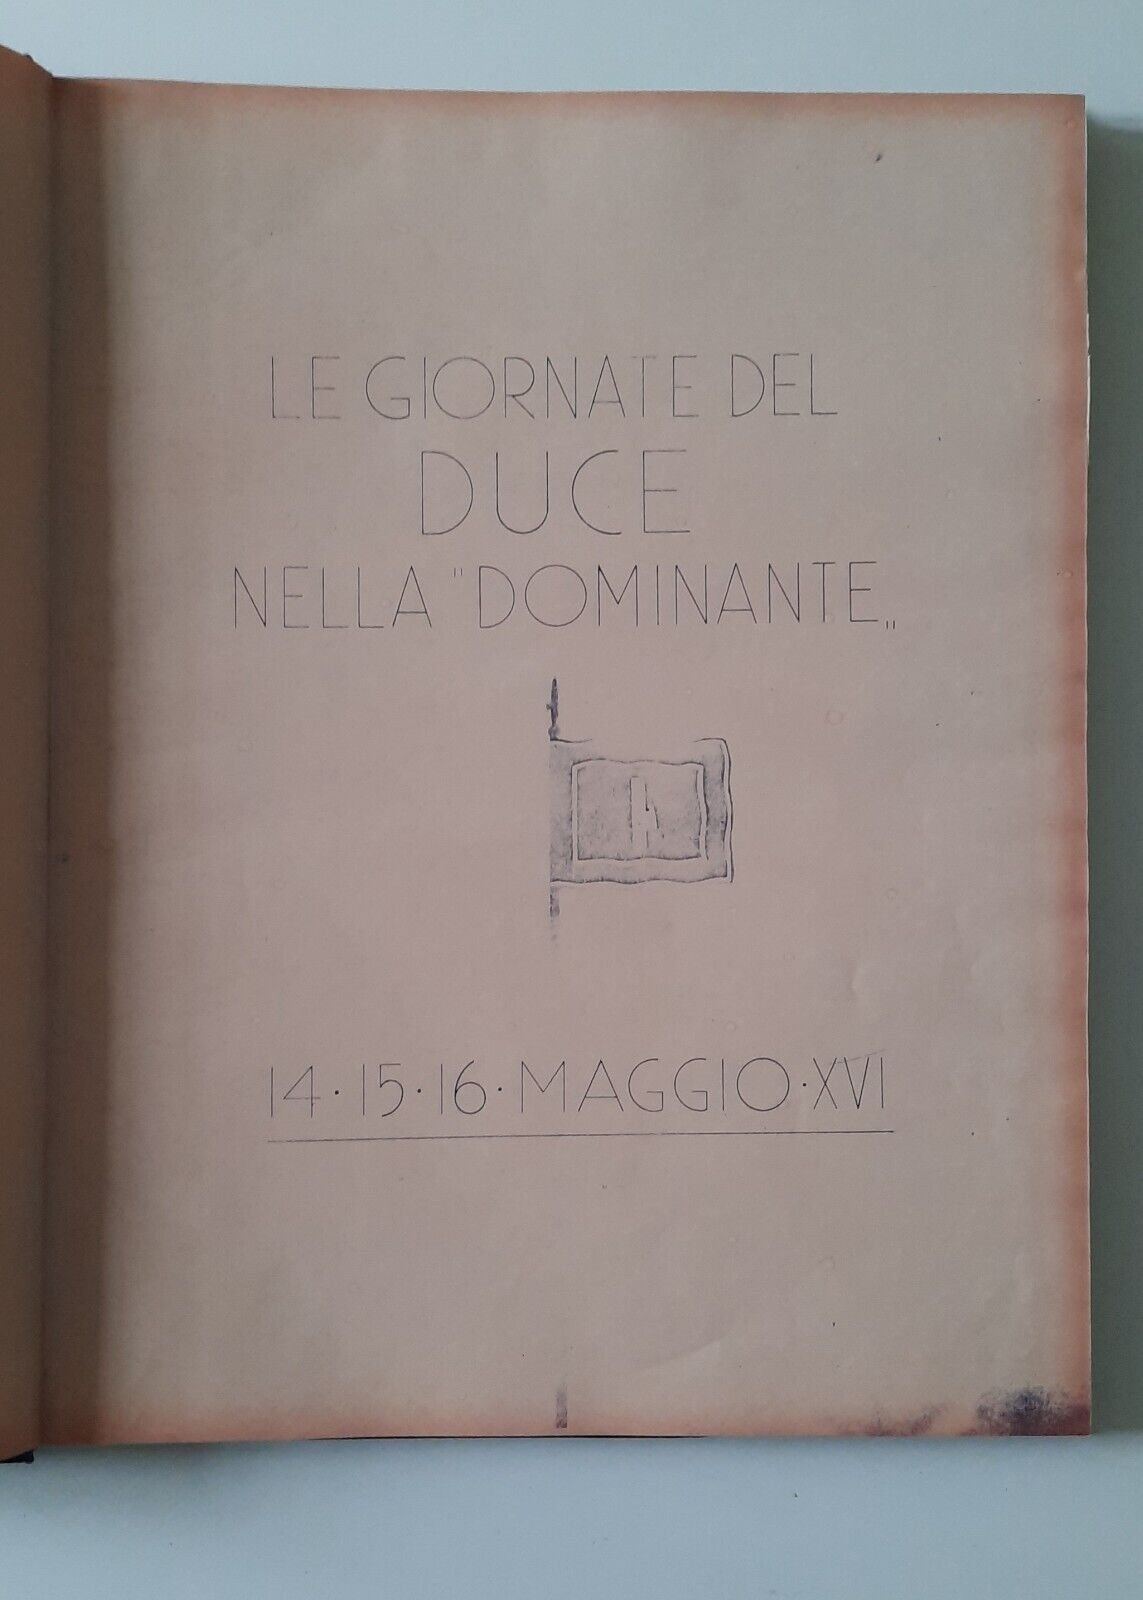 LE GIORNATE DEL
DUCE
NELLA "DOMINANTE„
14·15·16·MAGGIO·XVI